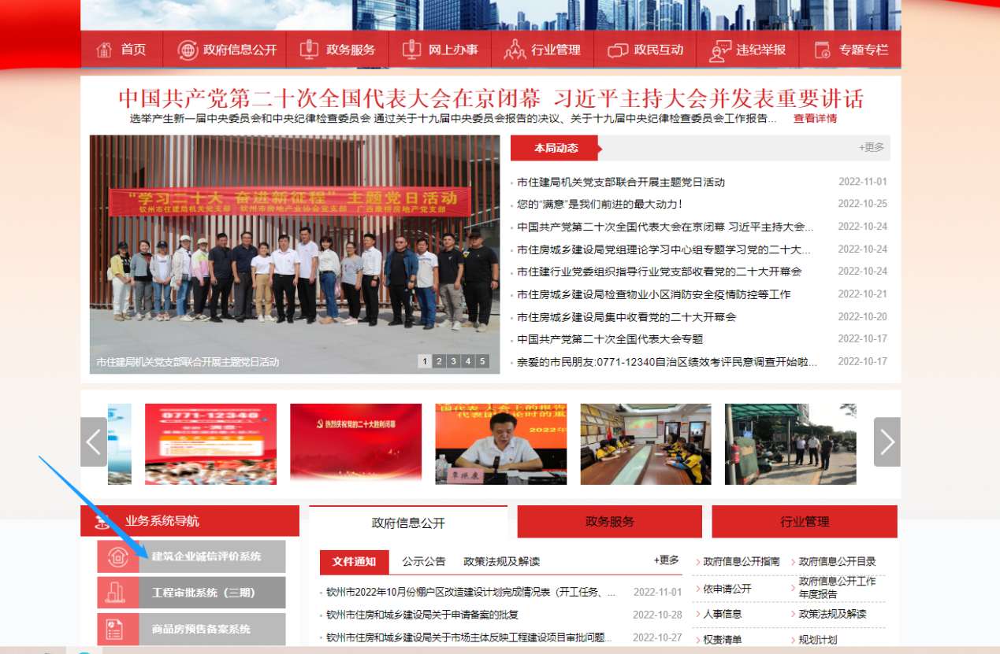 首页 政府信息公开 政务服务 网上办事 行业管理 政民互动 违纪举报 专题专栏
中国共产党第二十次全国代表大会在京闭幕 习近平主持大会并发表重要讲话
选举产生新一届中央委员会和中央纪律检查委员会 通过关于十九届中央委员会报告的决议、关于十九届中央纪律检查委员会工作报告... 查看详情
“学习二十大 奋进新征程”主题党日活动
钦州市住建局机关党支部 钦州市房地产业协会党支部 广西康桥房地产党支部
市住建局机关党支部联合开展主题党日活动
1 2 3 4 5
本局动态 +更多
市住建局机关党支部联合开展主题党日活动 2022-11-01
您的“满意”是我们前进的最大动力！ 2022-10-25
中国共产党第二十次全国代表大会在京闭幕 习近平主持大会... 2022-10-24
市住房城乡建设局党组理论学习中心组专题学习党的二十大... 2022-10-24
市住建行业党委组织指导行业党支部收看党的二十大开幕会 2022-10-24
市住房城乡建设局检查物业小区消防安全疫情防控等工作 2022-10-21
市住房城乡建设局集中收看党的二十大开幕会 2022-10-20
中国共产党第二十次全国代表大会专题 2022-10-17
亲爱的市民朋友:0771-12340自治区绩效考评民意调查开始啦... 2022-10-17
0771-12340
热烈庆祝党的二十大胜利闭幕
2022年
业务系统导航
建筑企业诚信评价系统
工程审批系统（三期）
商品房预售备案系统
政府信息公开 政务服务 行业管理
文件通知 公示公告 政策法规及解读 +更多
钦州市2022年10月份棚户区改造建设计划完成情况表（开工任务、... 2022-11-01
钦州市住房和城乡建设局关于申请备案的批复 2022-10-28
钦州市住房和城乡建设局关于市场主体反映工程建设项目审批问题... 2022-10-27
政府信息公开指南 政府信息公开目录
依申请公开 政府信息公开工作
年度报告
人事信息 政策法规及解读
权责清单 规划计划